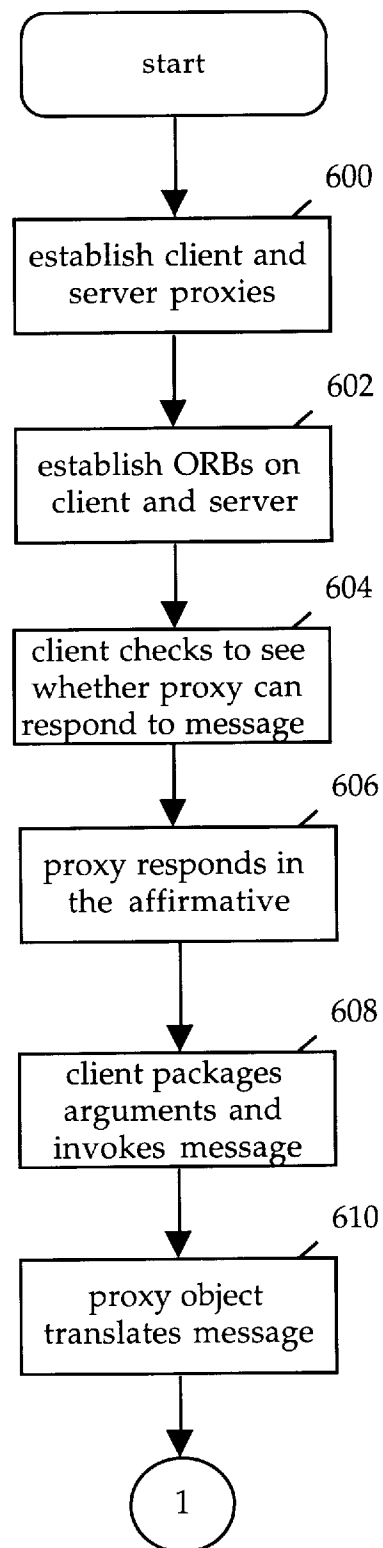 start
600
establish client and
server proxies
602
establish ORBs on
client and server
604
client checks to see
whether proxy can
respond to message
606
proxy responds in
the affirmative
608
client packages
arguments and
invokes message
610
proxy object
translates message
1